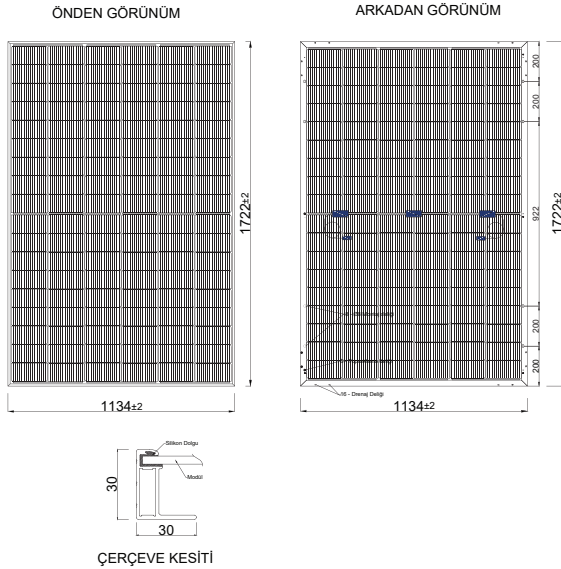 ÖNDEN GÖRÜNÜM
ARKADAN GÖRÜNÜM
1722±2
1134±2
200
200
922
200
200
1722±2
16 - Drenaj Deliği
1134±2
Silikon Dolgu
Modül
30
30
ÇERÇEVE KESİTİ